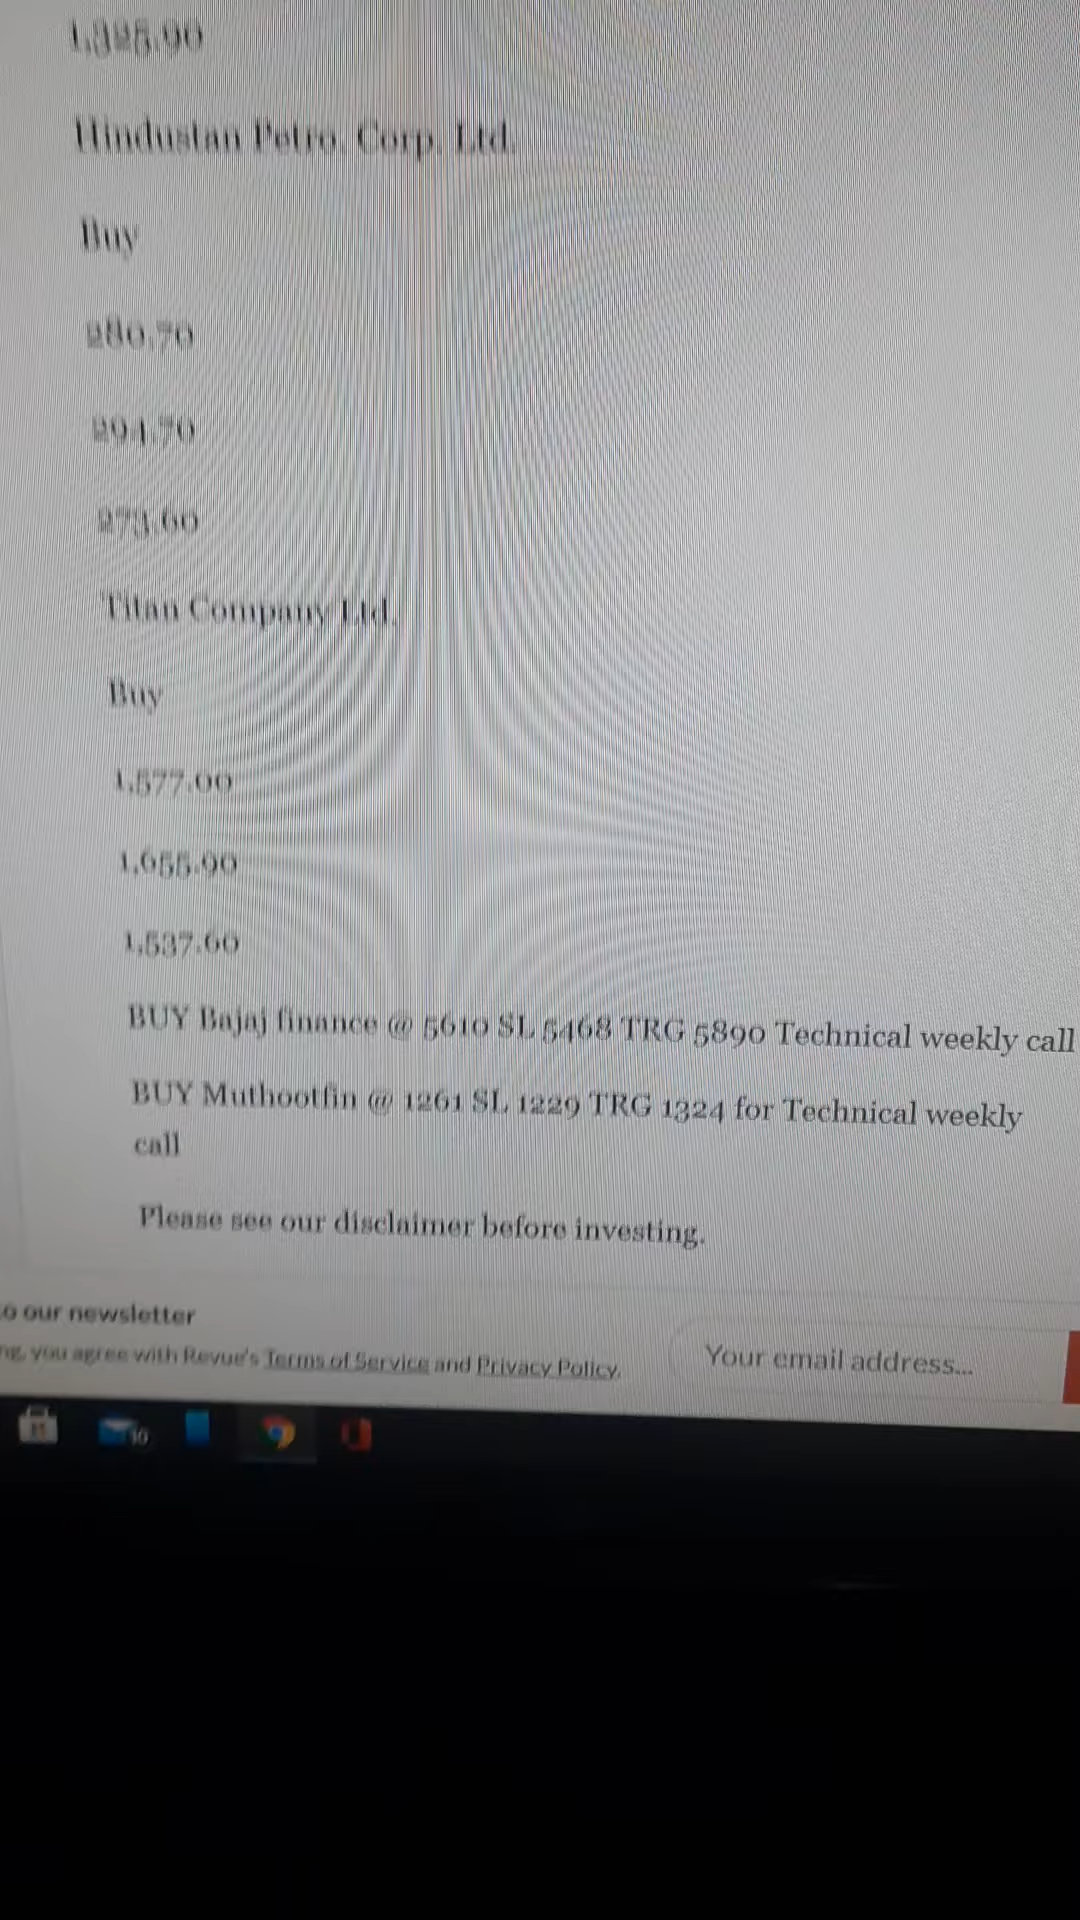 1,325.00
Hindustan Petro. Corp. Ltd.
Buy
280.70
294.70
273.60
Titan Company Ltd.
Buy
1,577.00
1,655.90
1,537.60
BUY Bajaj finance @ 5610 SL 5468 TRG 5890 Technical weekly call
BUY Muthootfin @ 1261 SL 1229 TRG 1324 for Technical weekly
call
Please see our disclaimer before investing.
o our newsletter
ng, you agree with Revue's Terms of Service and Privacy Policy.
Your email address...
10